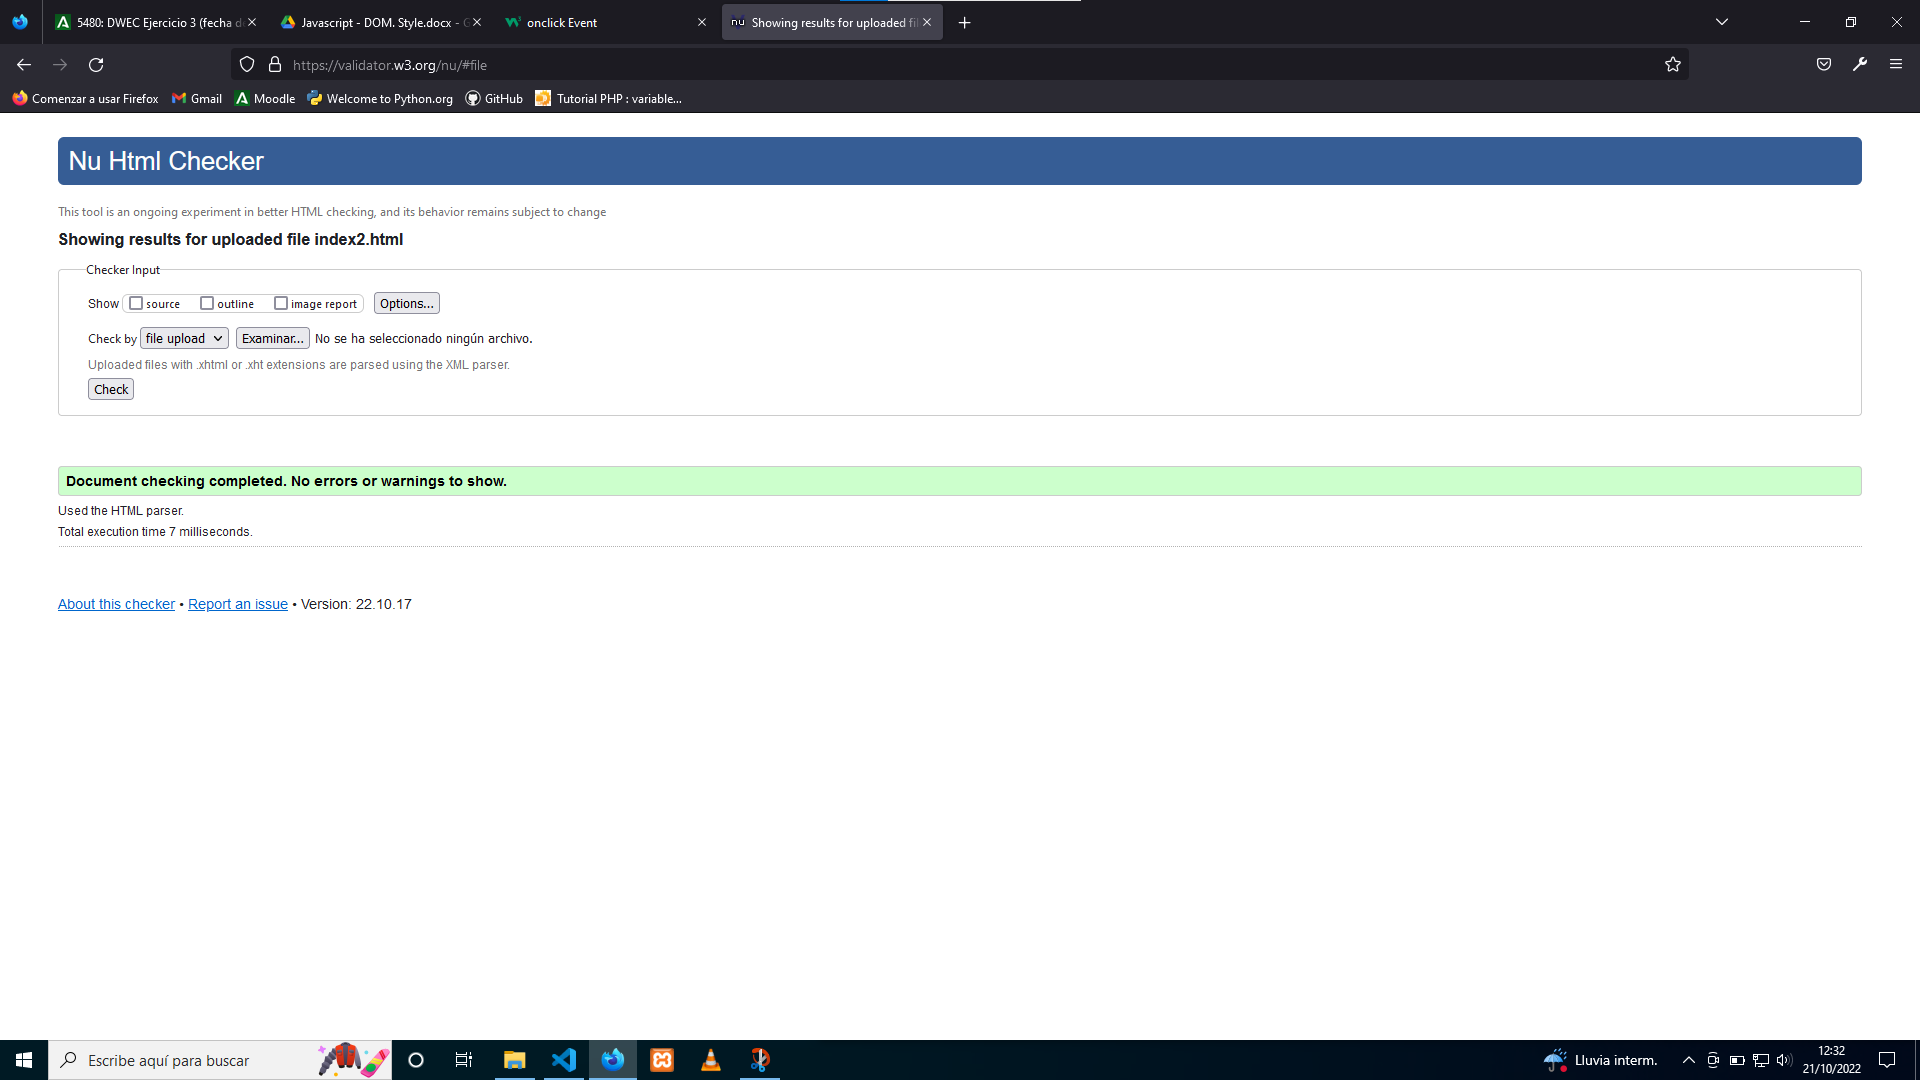 5480: DWEC Ejercicio 3 (fecha d
Javascript - DOM. Style.docx - G
onclick Event
nu Showing results for uploaded fi
https://validator.w3.org/nu/#file
Comenzar a usar Firefox
Gmail
Moodle
Welcome to Python.org
GitHub
Tutorial PHP : variable...
Nu Html Checker
This tool is an ongoing experiment in better HTML checking, and its behavior remains subject to change
Showing results for uploaded file index2.html
Checker Input
Show source outline image report Options...
Check by file upload Examinar... No se ha seleccionado ningún archivo.
Uploaded files with .xhtml or .xht extensions are parsed using the XML parser.
Check
Document checking completed. No errors or warnings to show.
Used the HTML parser.
Total execution time 7 milliseconds.
About this checker • Report an issue • Version: 22.10.17
Escribe aquí para buscar
Lluvia interm.
12:32
21/10/2022